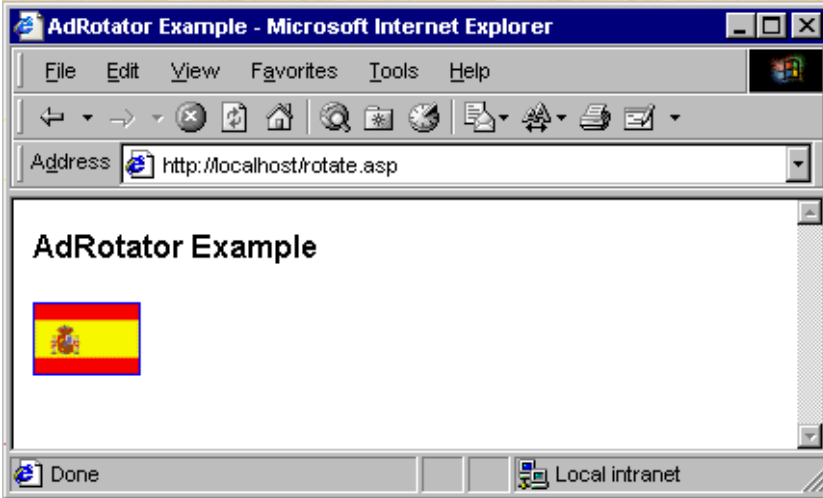 AdRotator Example - Microsoft Internet Explorer
File Edit View Favorites Tools Help
Address http://localhost/rotate.asp
AdRotator Example
Done Local intranet